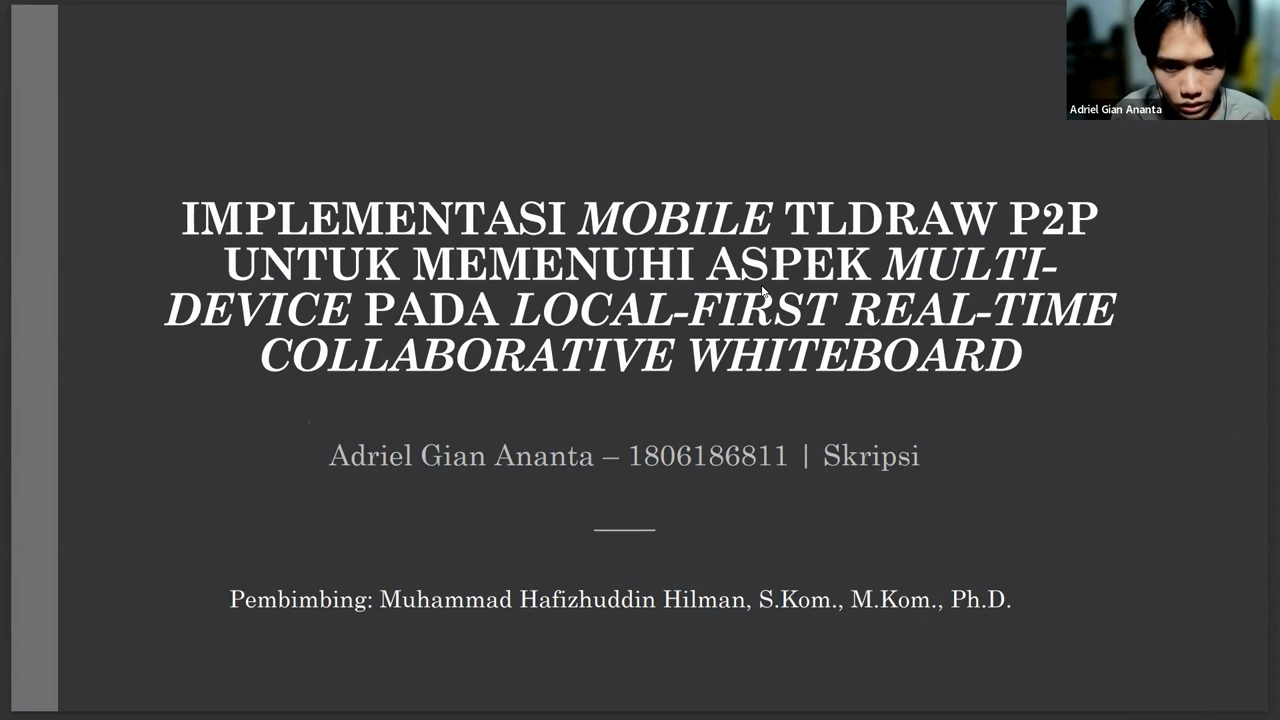 Adriel Gian Ananta
IMPLEMENTASI MOBILE TLDRAW P2P
UNTUK MEMENUHI ASPEK MULTI-
DEVICE PADA LOCAL-FIRST REAL-TIME
COLLABORATIVE WHITEBOARD
Adriel Gian Ananta – 1806186811 | Skripsi
Pembimbing: Muhammad Hafizhuddin Hilman, S.Kom., M.Kom., Ph.D.